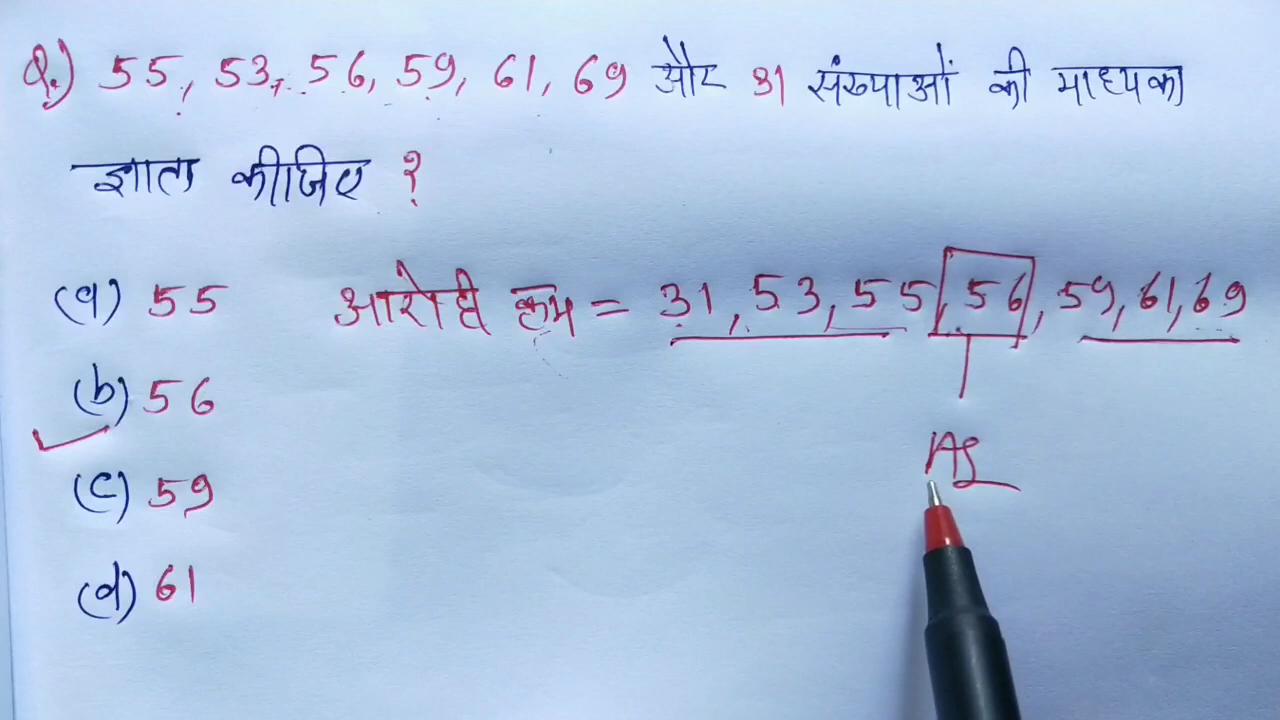 Q.) 55, 53, 56, 59, 61, 69 और 31 संख्याओं की माध्यका
ज्ञात कीजिए ?
(a) 55
आरोही क्रम = 31, 53, 55, 56, 59, 61, 69
(b) 56
(c) 59
(d) 61